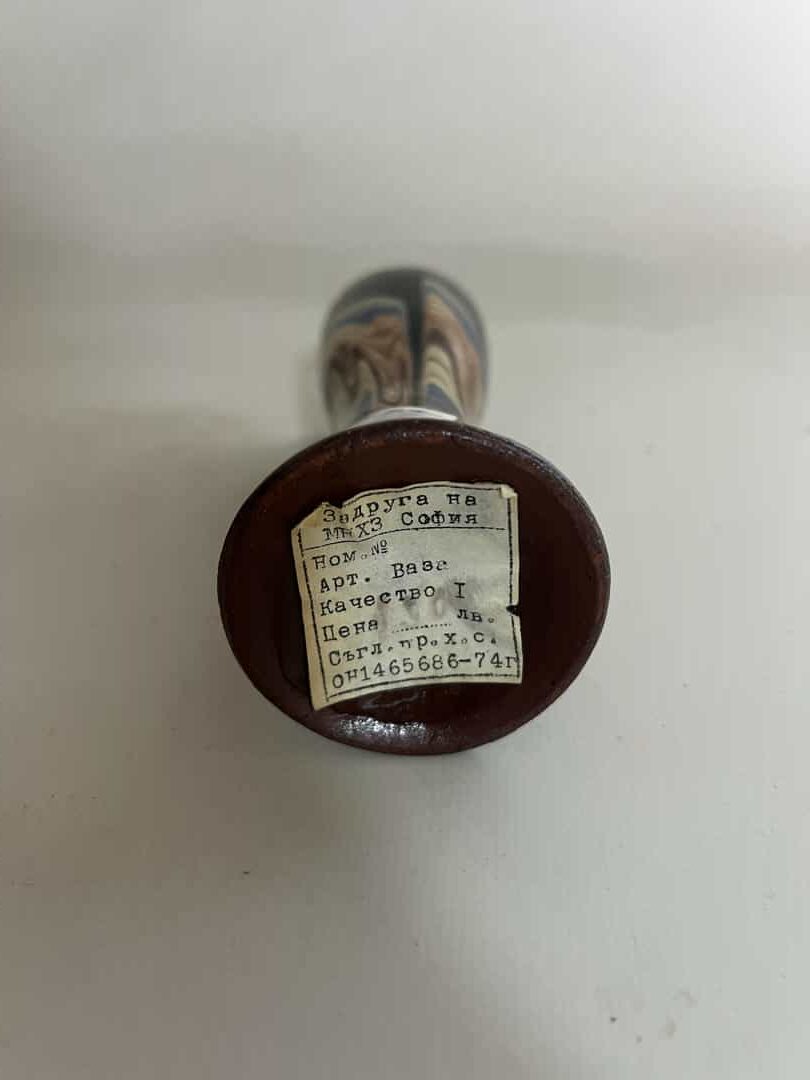 Задруга на
МНХЗ София
Ном.№
Арт. Ваза
Качество I
Цена ......... лв.
Съгл.пр.х.с.
ОН1465686-74г